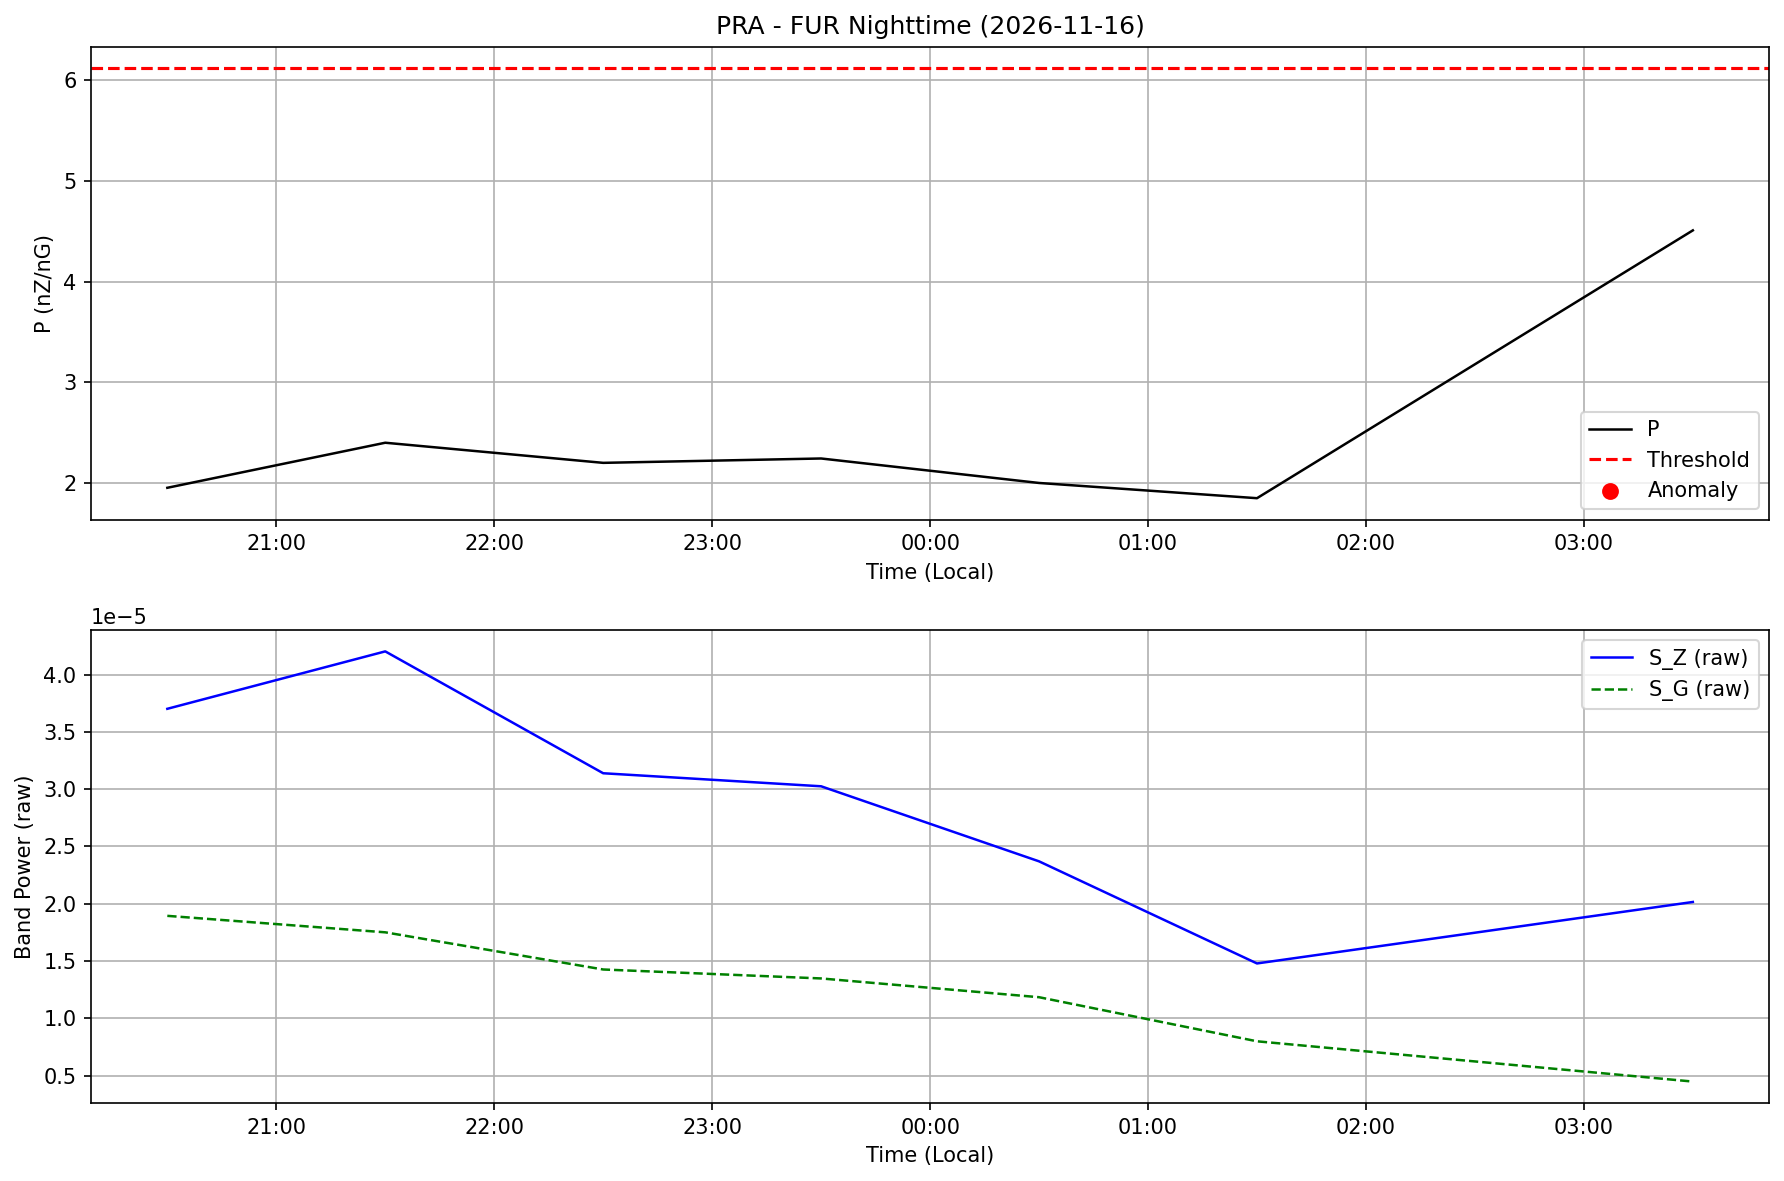 PRA - FUR Nighttime (2026-11-16)
P (nZ/nG)
6
5
4
3
2
P
Threshold
Anomaly
21:00 22:00 23:00 00:00 01:00 02:00 03:00
Time (Local)
1e−5
Band Power (raw)
4.0
3.5
3.0
2.5
2.0
1.5
1.0
0.5
S_Z (raw)
S_G (raw)
21:00 22:00 23:00 00:00 01:00 02:00 03:00
Time (Local)